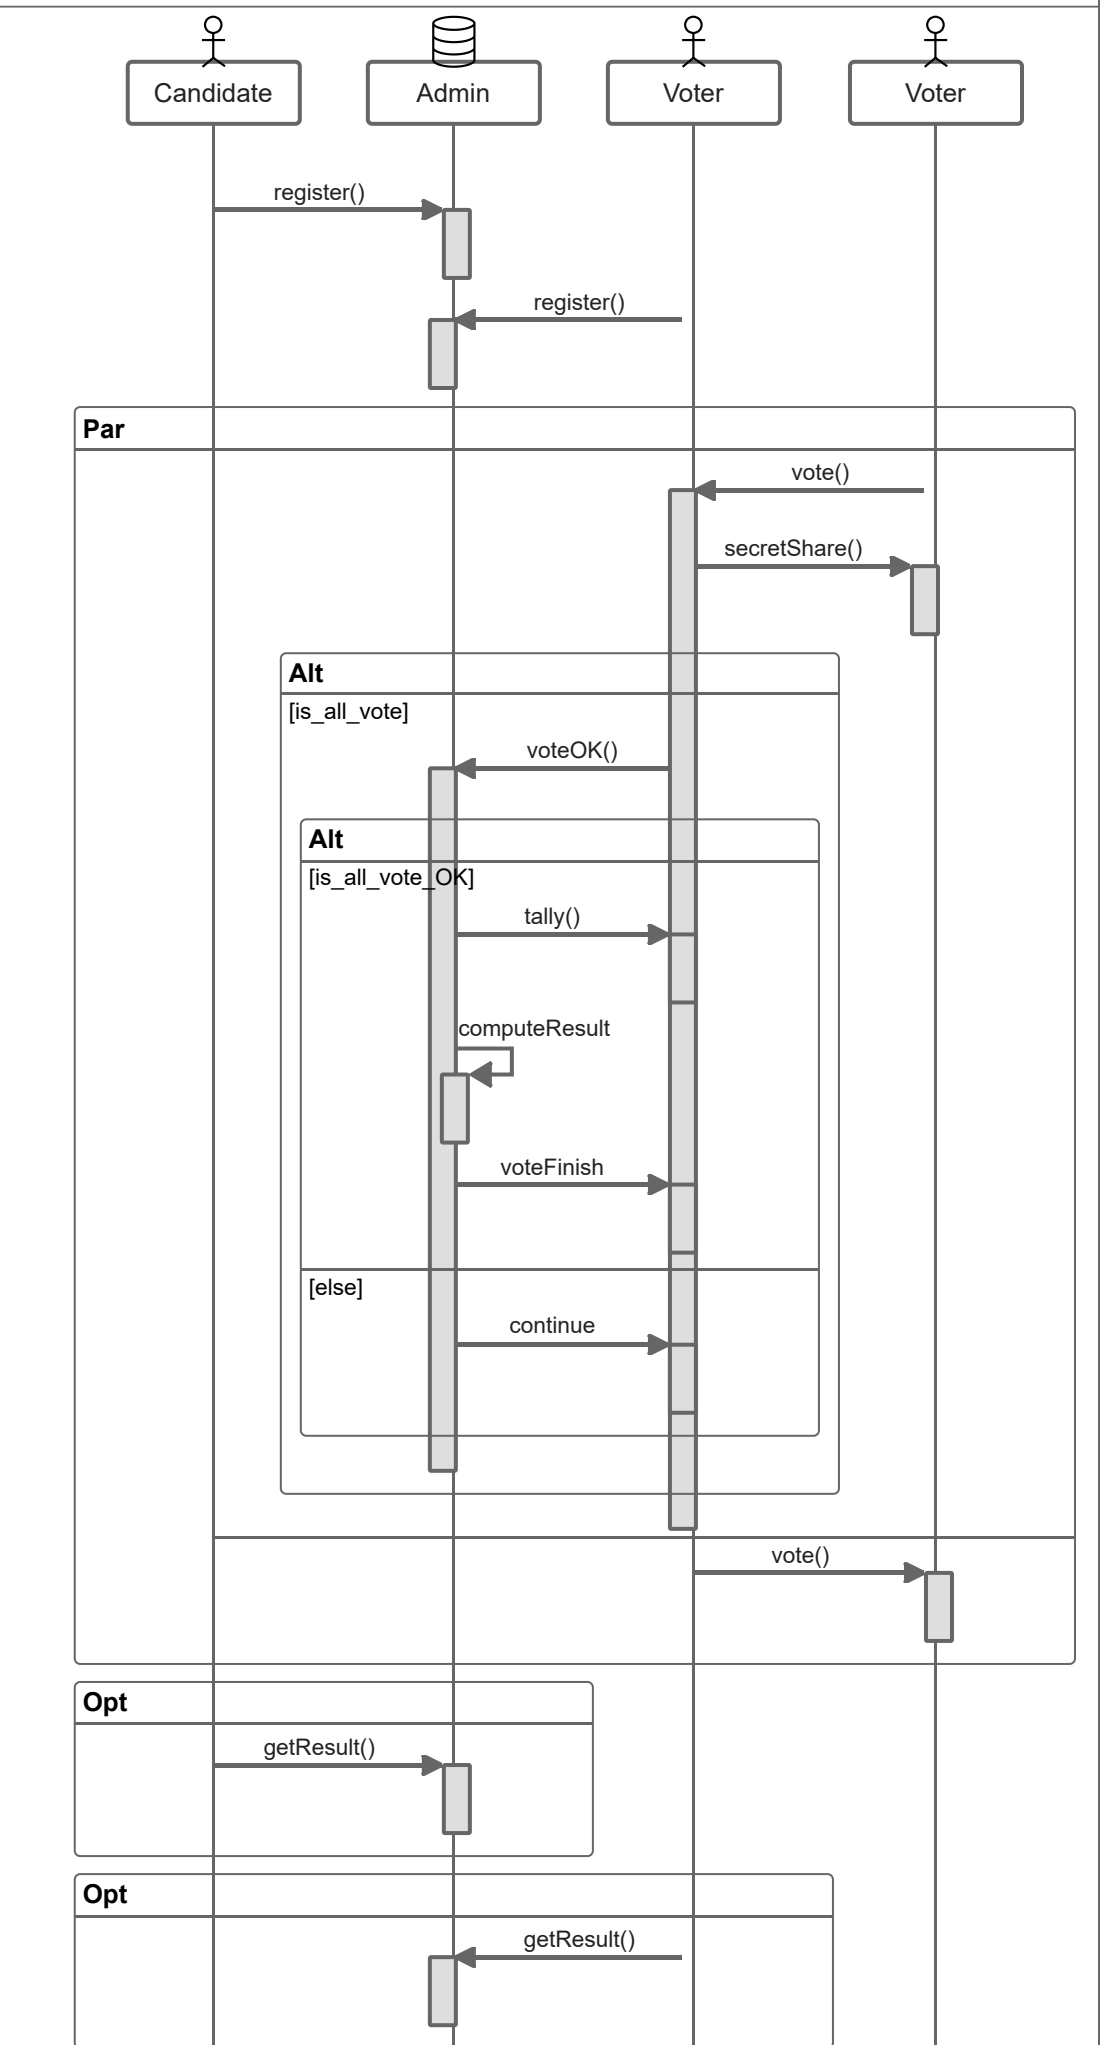 Candidate
Admin
Voter
Voter
register()
register()
Par
vote()
secretShare()
Alt
[is_all_vote]
voteOK()
Alt
[is_all_vote_OK]
tally()
computeResult
voteFinish
[else]
continue
vote()
Opt
getResult()
Opt
getResult()